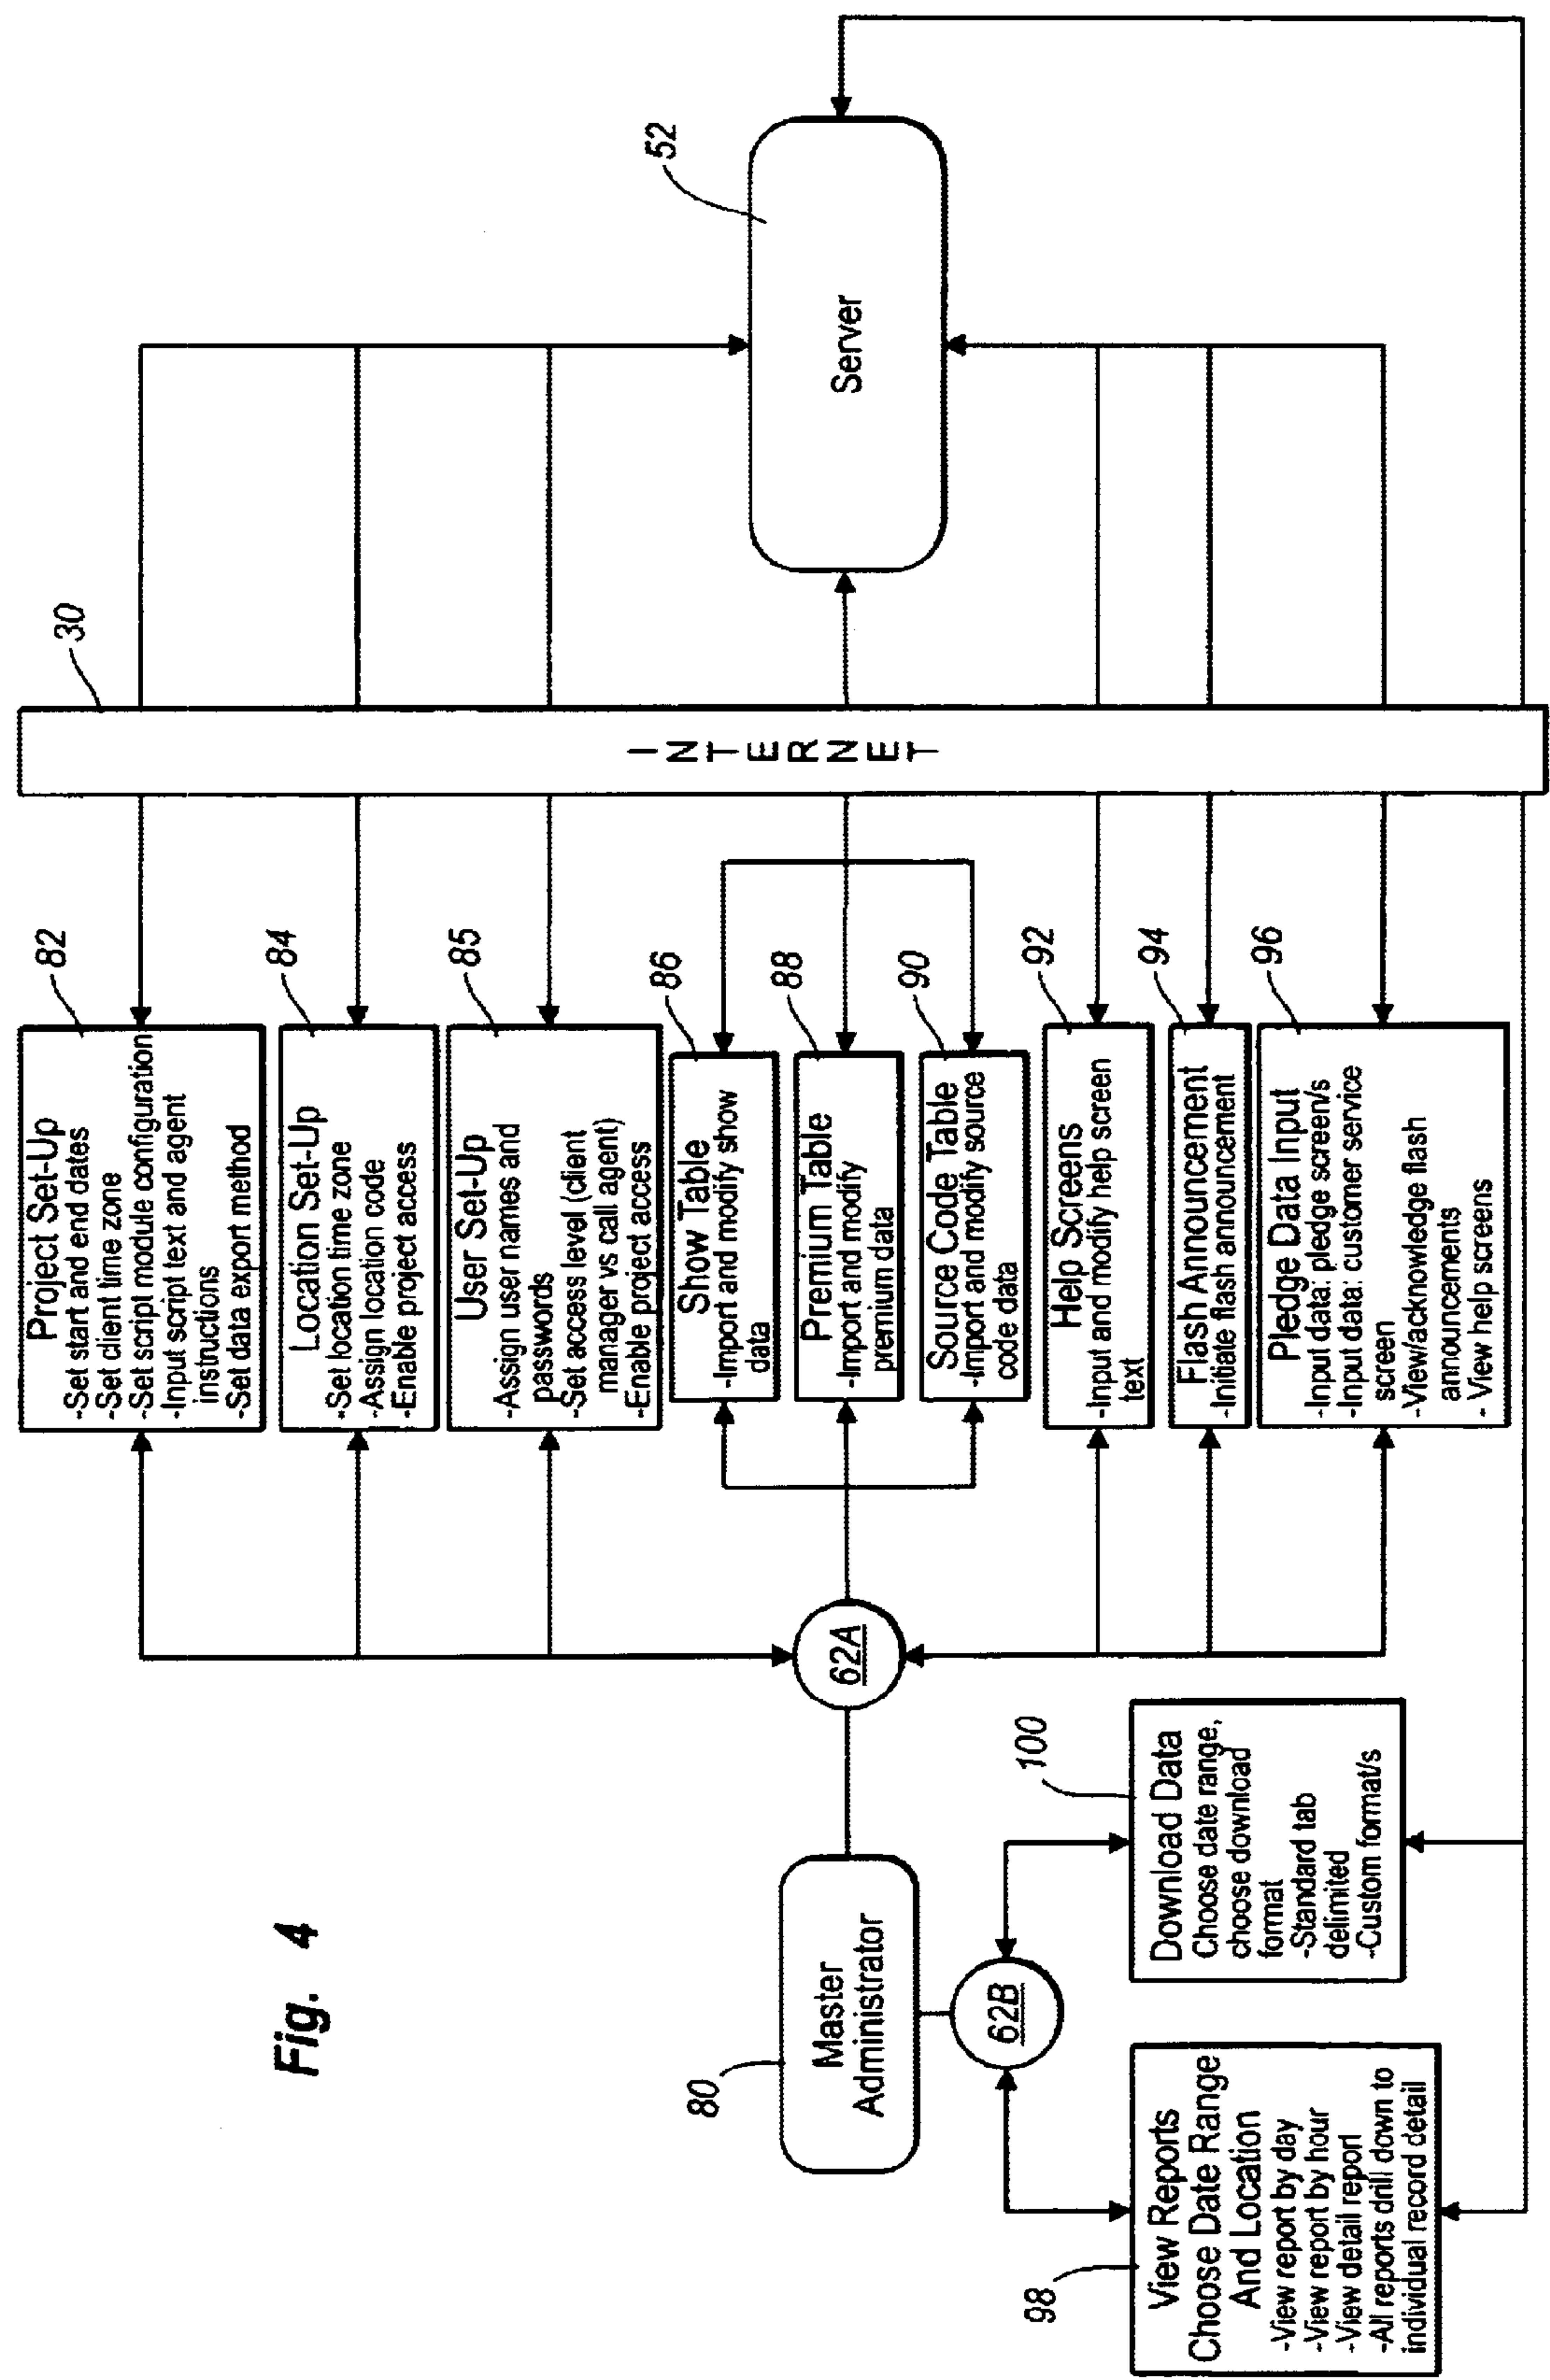 Fig. 4
82
Project Set-Up
-Set start and end dates
-Set client time zone
-Set script module configuration
-Input script text and agent
instructions
-Set data export method
84
Location Set-Up
-Set location time zone
-Assign location code
-Enable project access
85
User Set-Up
-Assign user names and
passwords
-Set access level (client
manager vs call agent)
-Enable project access
86
Show Table
-Import and modify show
data
88
Premium Table
-Import and modify
premium data
90
Source Code Table
-Import and modify source
code data
92
Help Screens
-Input and modify help screen
text
94
Flash Announcement
-Initiate flash announcement
96
Pledge Data Input
-Input data: pledge screen/s
-Input data: customer service
screen
-View/acknowledge flash
announcements
- View help screens
30
INTERNET
52
Server
80
Master
Administrator
62A
62B
98
View Reports
Choose Date Range
And Location
-View report by day
-View report by hour
-View detail report
-All reports drill down to
individual record detail
100
Download Data
Choose date range,
choose download
format
-Standard tab
delimited
-Custom format/s